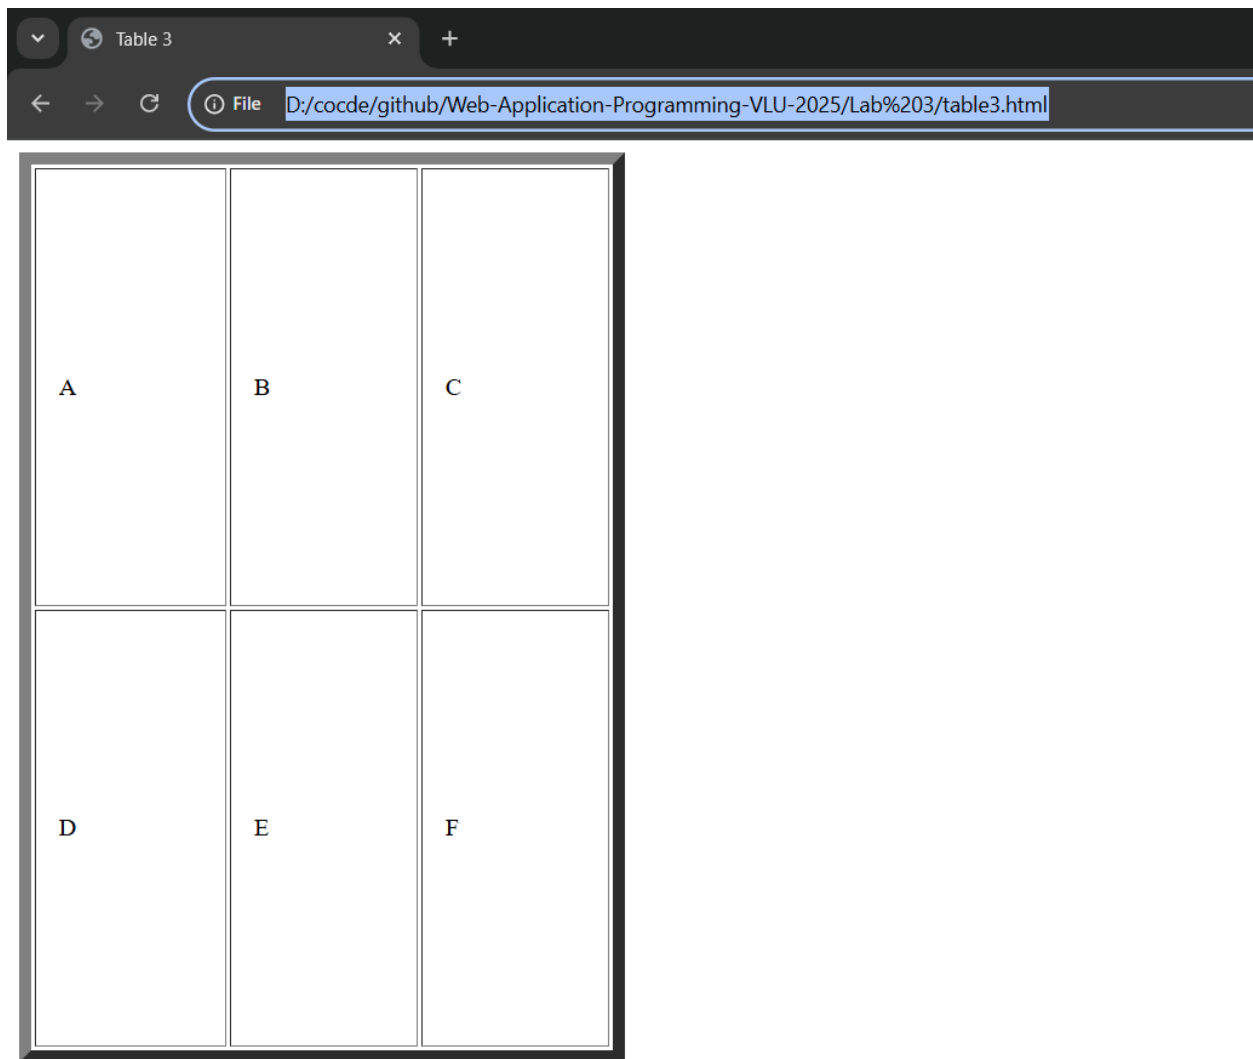 Table 3
File D:/cocde/github/Web-Application-Programming-VLU-2025/Lab%203/table3.html
A B C
D E F